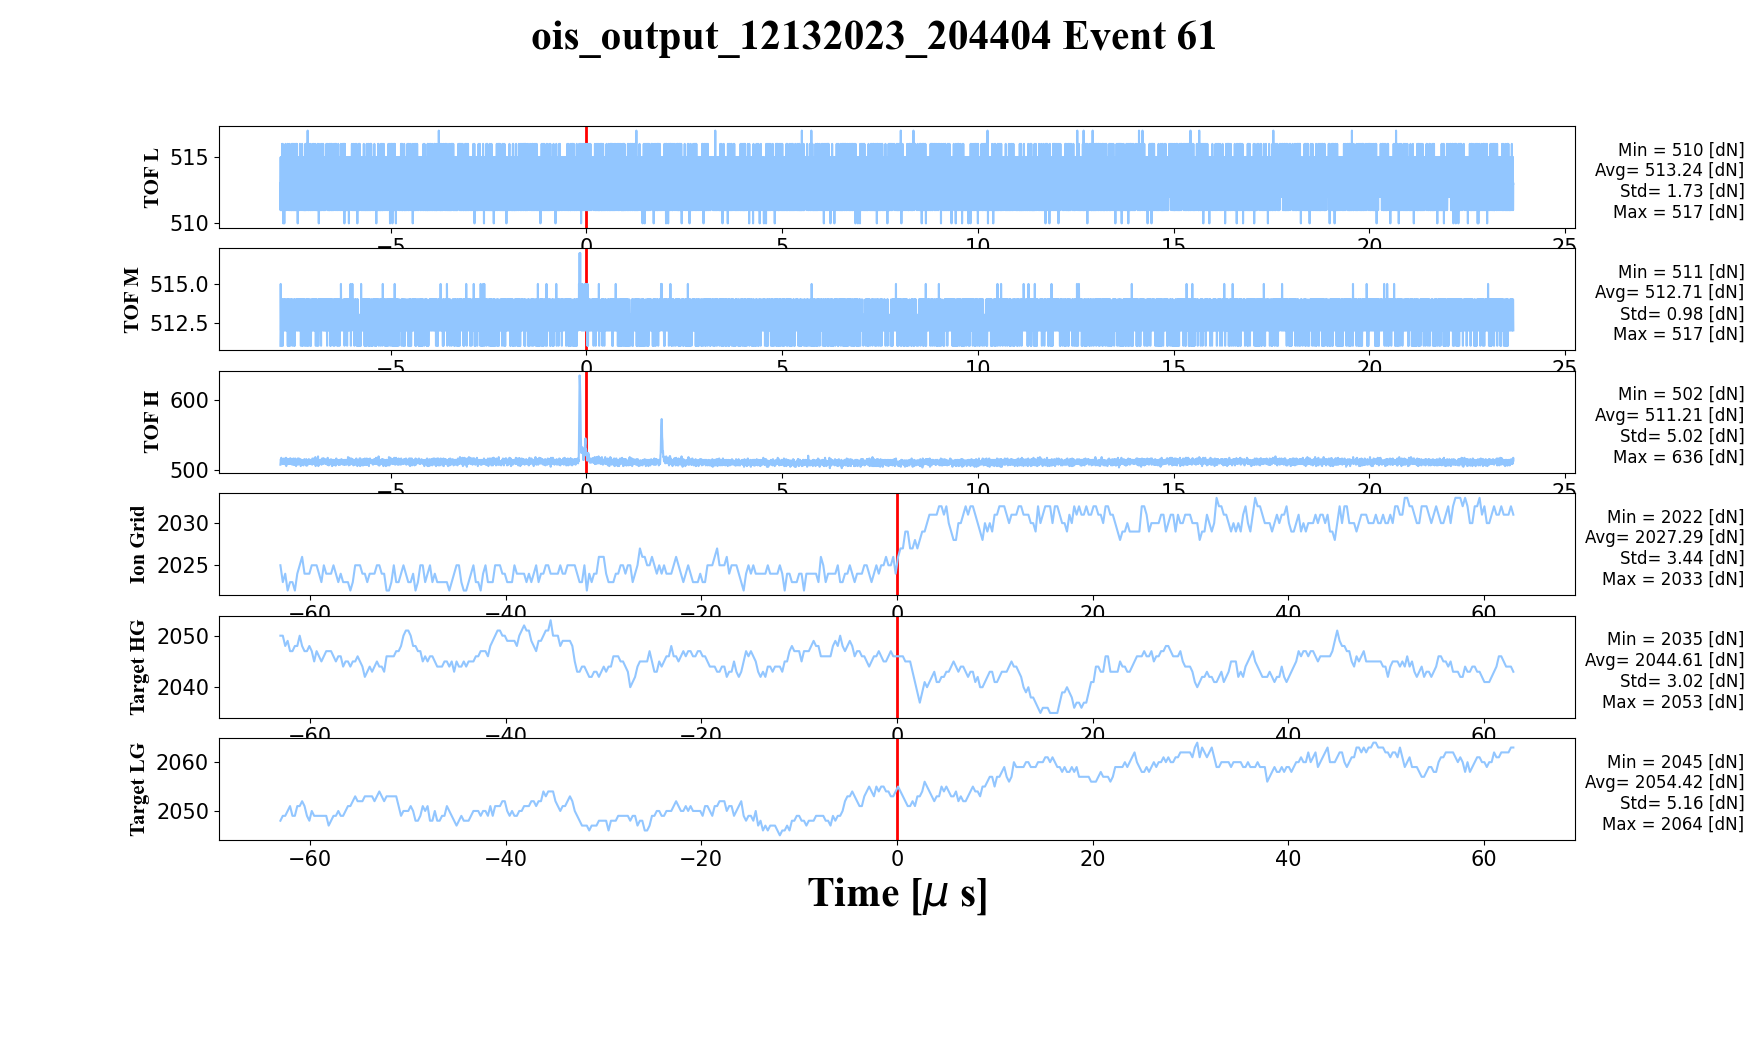 ois_output_12132023_204404 Event 61
TOF L
515
510
Min = 510 [dN]
Avg= 513.24 [dN]
Std= 1.73 [dN]
Max = 517 [dN]
−5 0 5 10 15 20 25
TOF M
515.0
512.5
Min = 511 [dN]
Avg= 512.71 [dN]
Std= 0.98 [dN]
Max = 517 [dN]
−5 0 5 10 15 20 25
TOF H
600
500
Min = 502 [dN]
Avg= 511.21 [dN]
Std= 5.02 [dN]
Max = 636 [dN]
−5 0 5 10 15 20 25
Ion Grid
2030
2025
Min = 2022 [dN]
Avg= 2027.29 [dN]
Std= 3.44 [dN]
Max = 2033 [dN]
−60 −40 −20 0 20 40 60
Target HG
2050
2040
Min = 2035 [dN]
Avg= 2044.61 [dN]
Std= 3.02 [dN]
Max = 2053 [dN]
−60 −40 −20 0 20 40 60
Target LG
2060
2050
Min = 2045 [dN]
Avg= 2054.42 [dN]
Std= 5.16 [dN]
Max = 2064 [dN]
−60 −40 −20 0 20 40 60
Time [μ s]